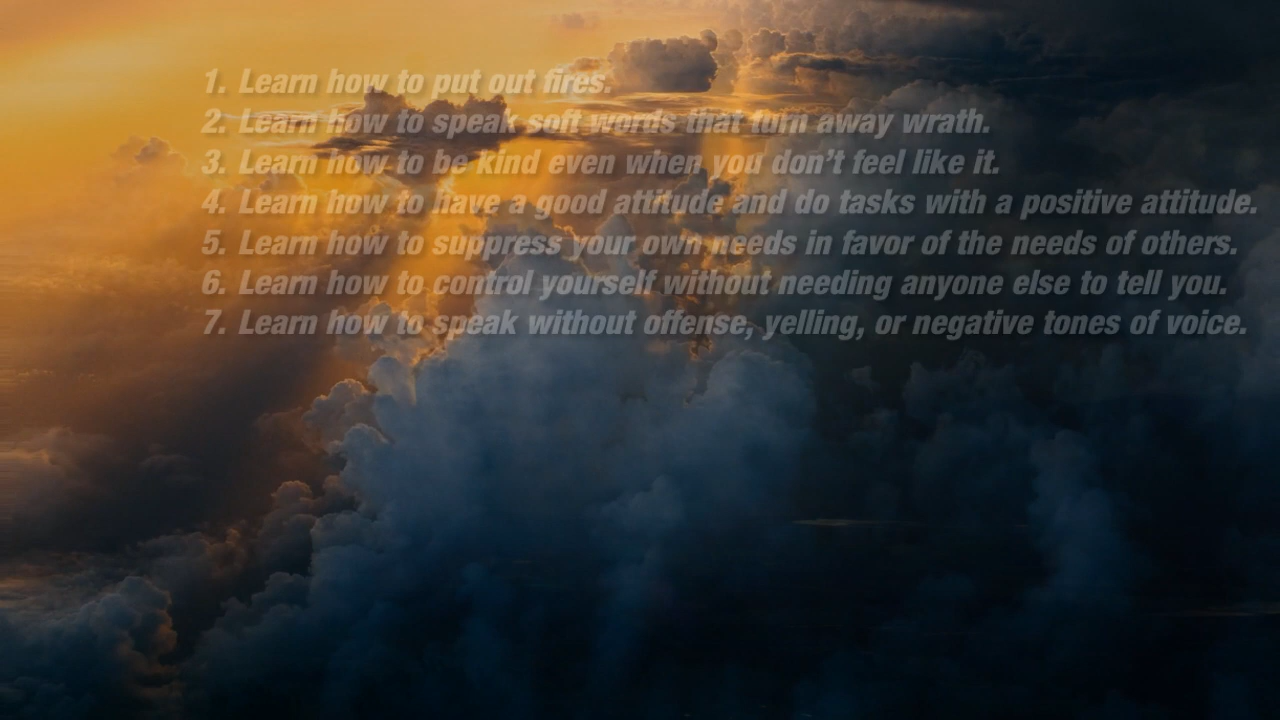 1. Learn how to put out fires.
2. Learn how to speak soft words that turn away wrath.
3. Learn how to be kind even when you don’t feel like it.
4. Learn how to have a good attitude and do tasks with a positive attitude.
5. Learn how to suppress your own needs in favor of the needs of others.
6. Learn how to control yourself without needing anyone else to tell you.
7. Learn how to speak without offense, yelling, or negative tones of voice.